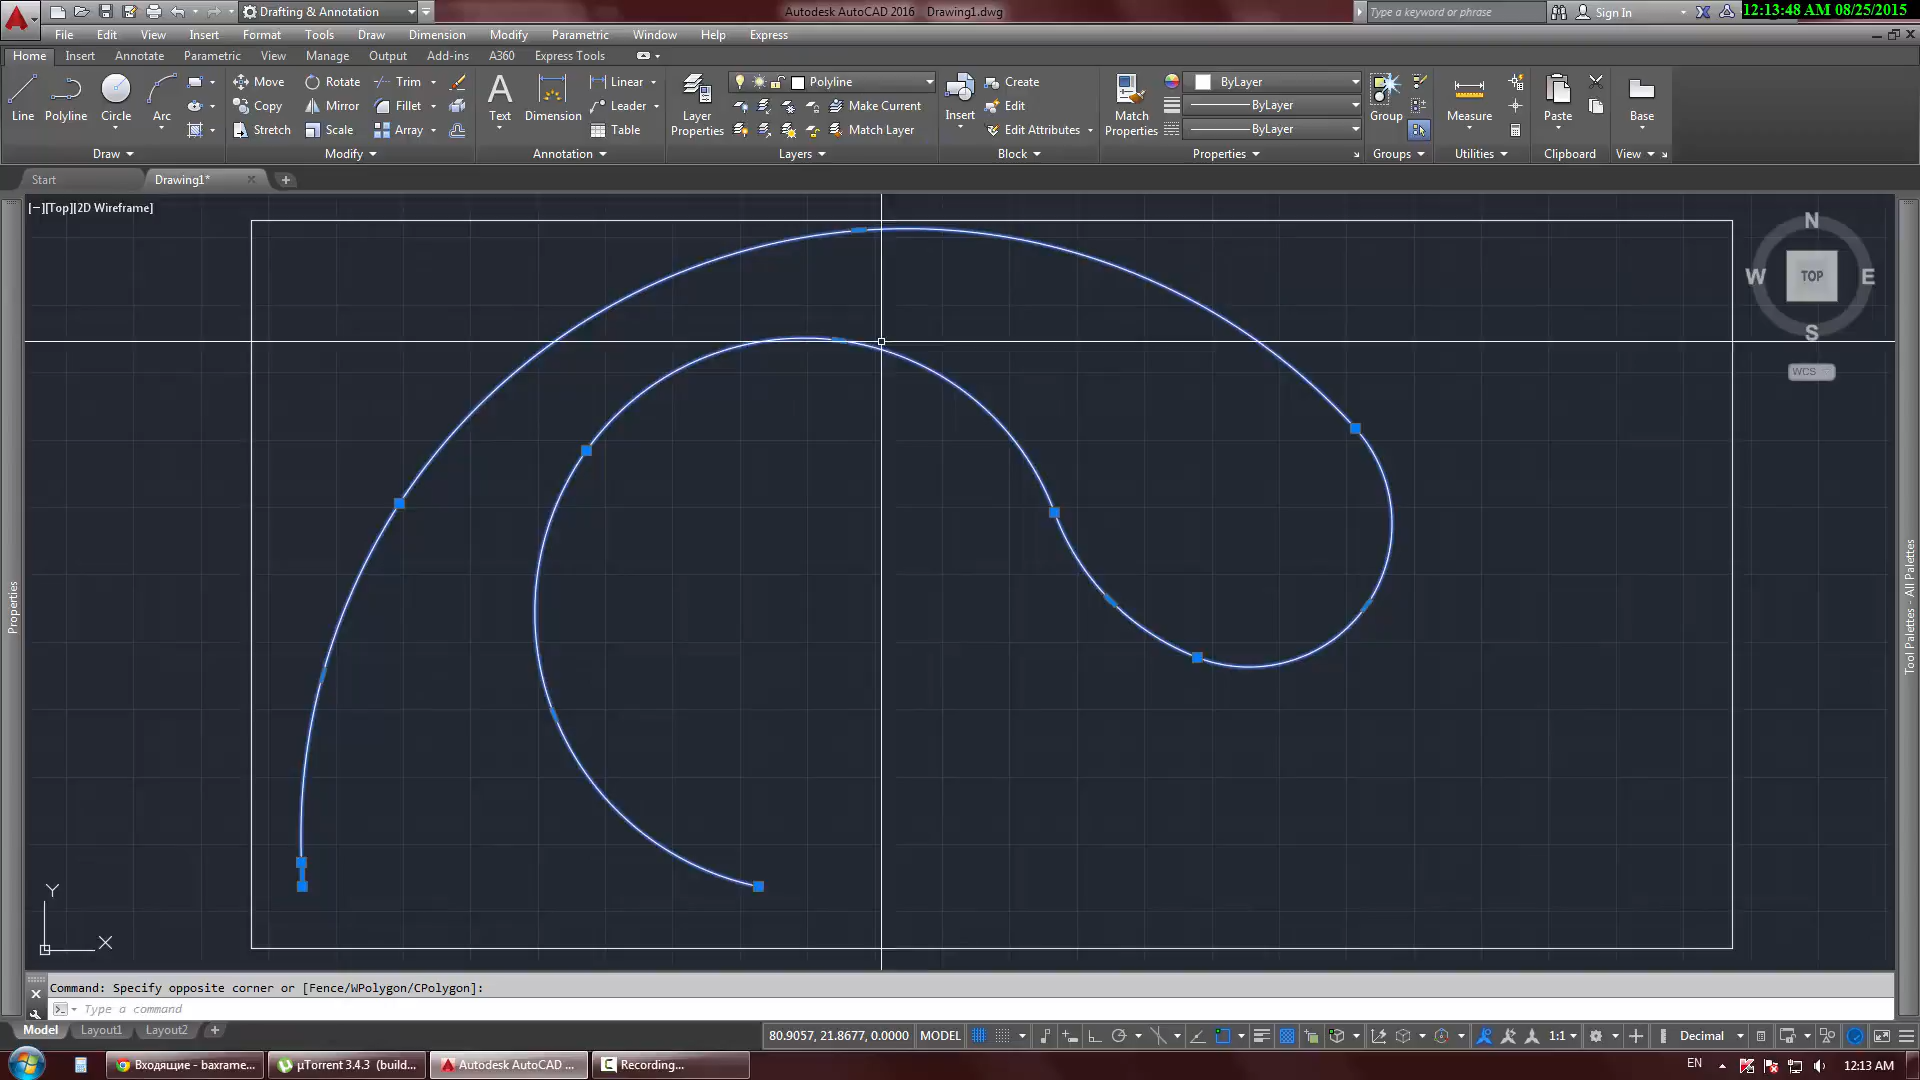 Drafting & Annotation
Autodesk AutoCAD 2016 Drawing1.dwg
Type a keyword or phrase
Sign In
12:13:48 AM 08/25/2015
File Edit View Insert Format Tools Draw Dimension Modify Parametric Window Help Express
Home Insert Annotate Parametric View Manage Output Add-ins A360 Express Tools
Line Polyline Circle Arc
Move Rotate Trim
Copy Mirror Fillet
Stretch Scale Array
A
Text Dimension
Linear
Leader
Table
Layer
Properties
Polyline
Make Current
Match Layer
Insert
Create
Edit
Edit Attributes
Match
Properties
ByLayer
ByLayer
ByLayer
Group
Measure
Paste
Base
Draw Modify Annotation Layers Block Properties Groups Utilities Clipboard View
Start Drawing1*
[−][Top][2D Wireframe]
N
W TOP E
S
WCS
Properties
Tool Palettes - All Palettes
Y
X
Command: Specify opposite corner or [Fence/WPolygon/CPolygon]:
Type a command
Model Layout1 Layout2
80.9057, 21.8677, 0.0000 MODEL
1:1
Decimal
Входящие - baxrame...
µTorrent 3.4.3 (build...
Autodesk AutoCAD ...
Recording...
EN
12:13 AM